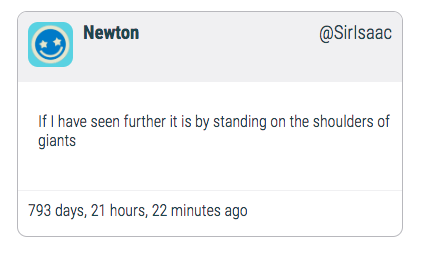 Newton @SirIsaac
If I have seen further it is by standing on the shoulders of
giants
793 days, 21 hours, 22 minutes ago